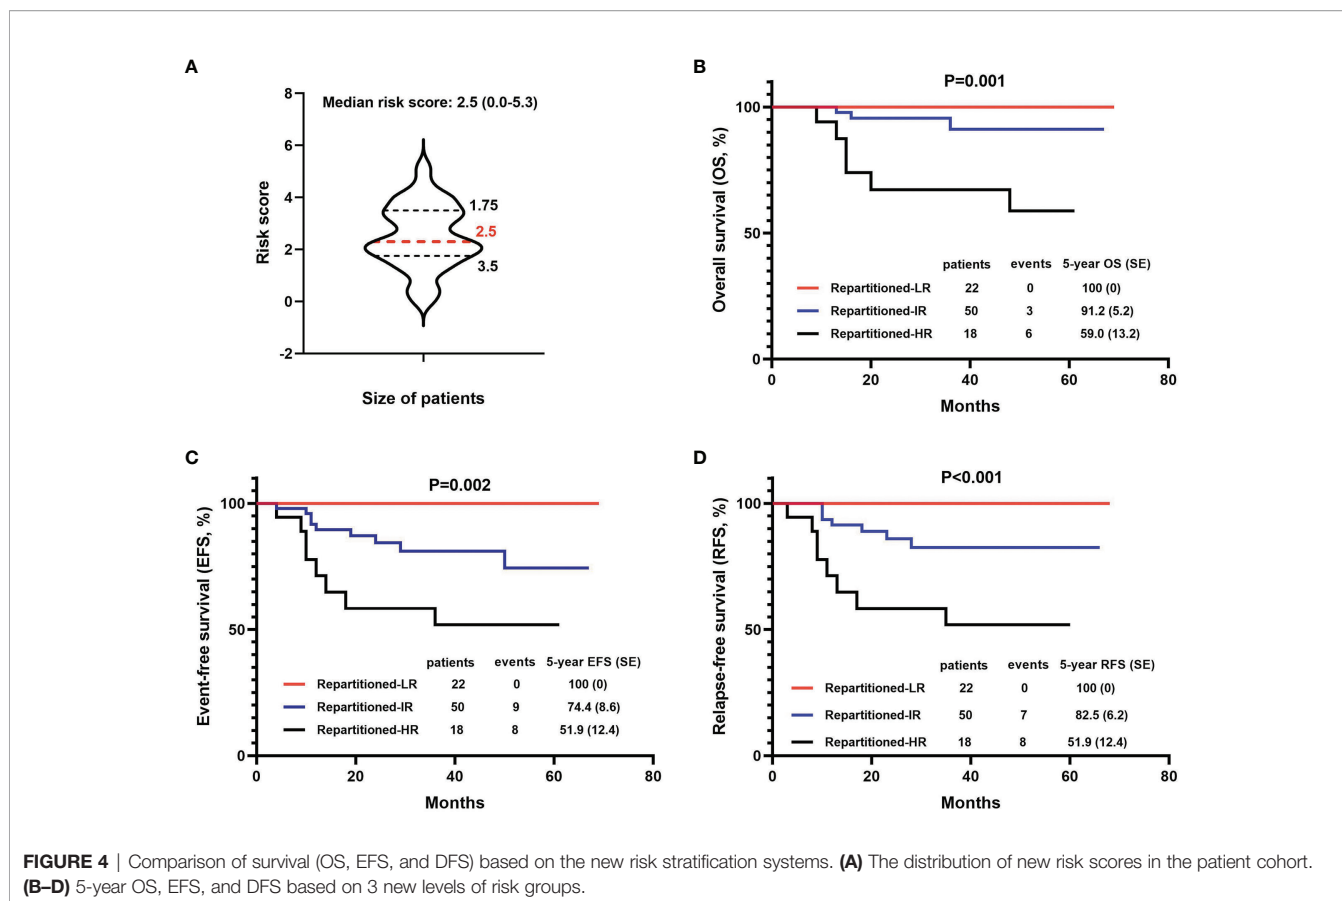 A
Median risk score: 2.5 (0.0-5.3)
8
6
4
2
0
-2
Risk score
1.75
2.5
3.5
Size of patients
B
P=0.001
100
50
0
Overall survival (OS, %)
patients events 5-year OS (SE)
Repartitioned-LR 22 0 100 (0)
Repartitioned-IR 50 3 91.2 (5.2)
Repartitioned-HR 18 6 59.0 (13.2)
0 20 40 60 80
Months
C
P=0.002
100
50
0
Event-free survival (EFS, %)
patients events 5-year EFS (SE)
Repartitioned-LR 22 0 100 (0)
Repartitioned-IR 50 9 74.4 (8.6)
Repartitioned-HR 18 8 51.9 (12.4)
0 20 40 60 80
Months
D
P<0.001
100
50
0
Relapse-free survival (RFS, %)
patients events 5-year RFS (SE)
Repartitioned-LR 22 0 100 (0)
Repartitioned-IR 50 7 82.5 (6.2)
Repartitioned-HR 18 8 51.9 (12.4)
0 20 40 60 80
Months
FIGURE 4 | Comparison of survival (OS, EFS, and DFS) based on the new risk stratification systems. (A) The distribution of new risk scores in the patient cohort.
(B–D) 5-year OS, EFS, and DFS based on 3 new levels of risk groups.